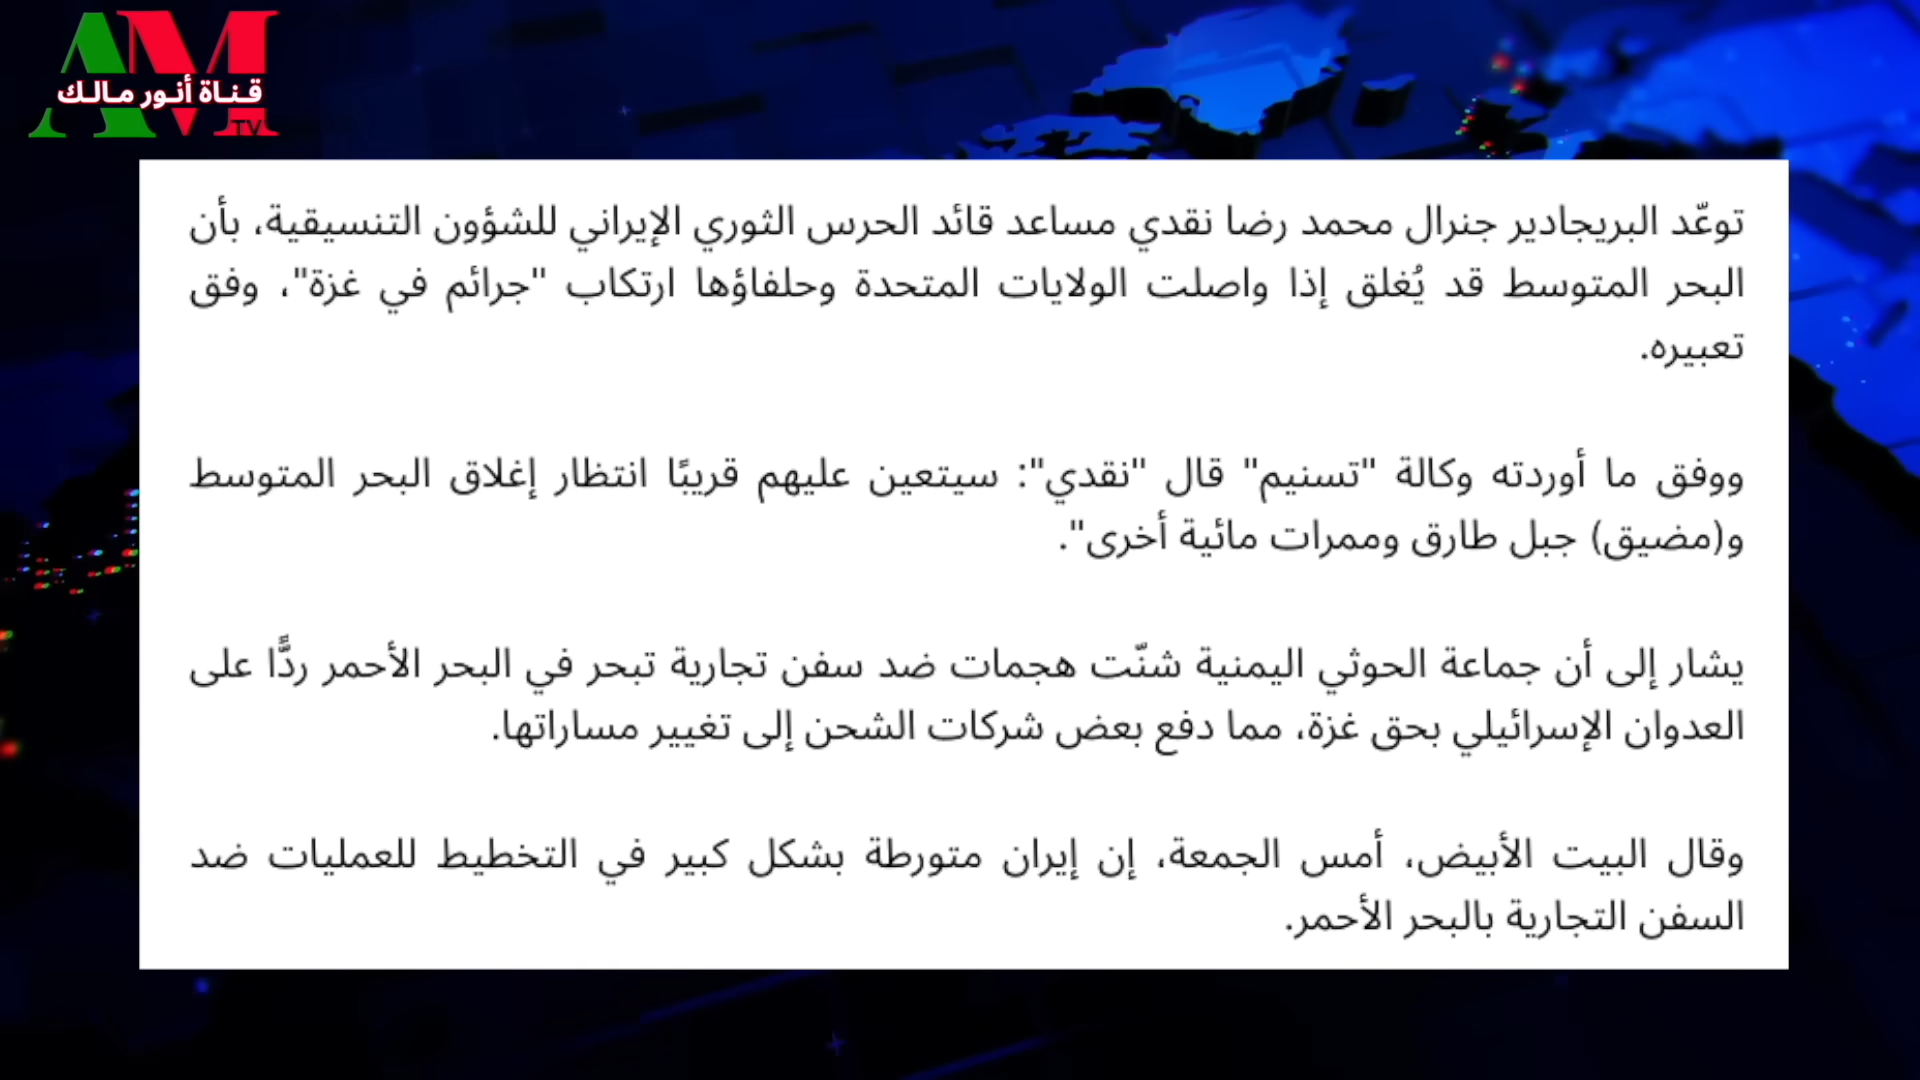 AM
قناة أنور مالك
TV
توعّد البريجادير جنرال محمد رضا نقدي مساعد قائد الحرس الثوري الإيراني للشؤون التنسيقية، بأن
البحر المتوسط قد يُغلق إذا واصلت الولايات المتحدة وحلفاؤها ارتكاب "جرائم في غزة"، وفق
تعبيره.
ووفق ما أوردته وكالة "تسنيم" قال "نقدي": سيتعين عليهم قريبًا انتظار إغلاق البحر المتوسط
و(مضيق) جبل طارق وممرات مائية أخرى".
يشار إلى أن جماعة الحوثي اليمنية شنّت هجمات ضد سفن تجارية تبحر في البحر الأحمر ردًّا على
العدوان الإسرائيلي بحق غزة، مما دفع بعض شركات الشحن إلى تغيير مساراتها.
وقال البيت الأبيض، أمس الجمعة، إن إيران متورطة بشكل كبير في التخطيط للعمليات ضد
السفن التجارية بالبحر الأحمر.